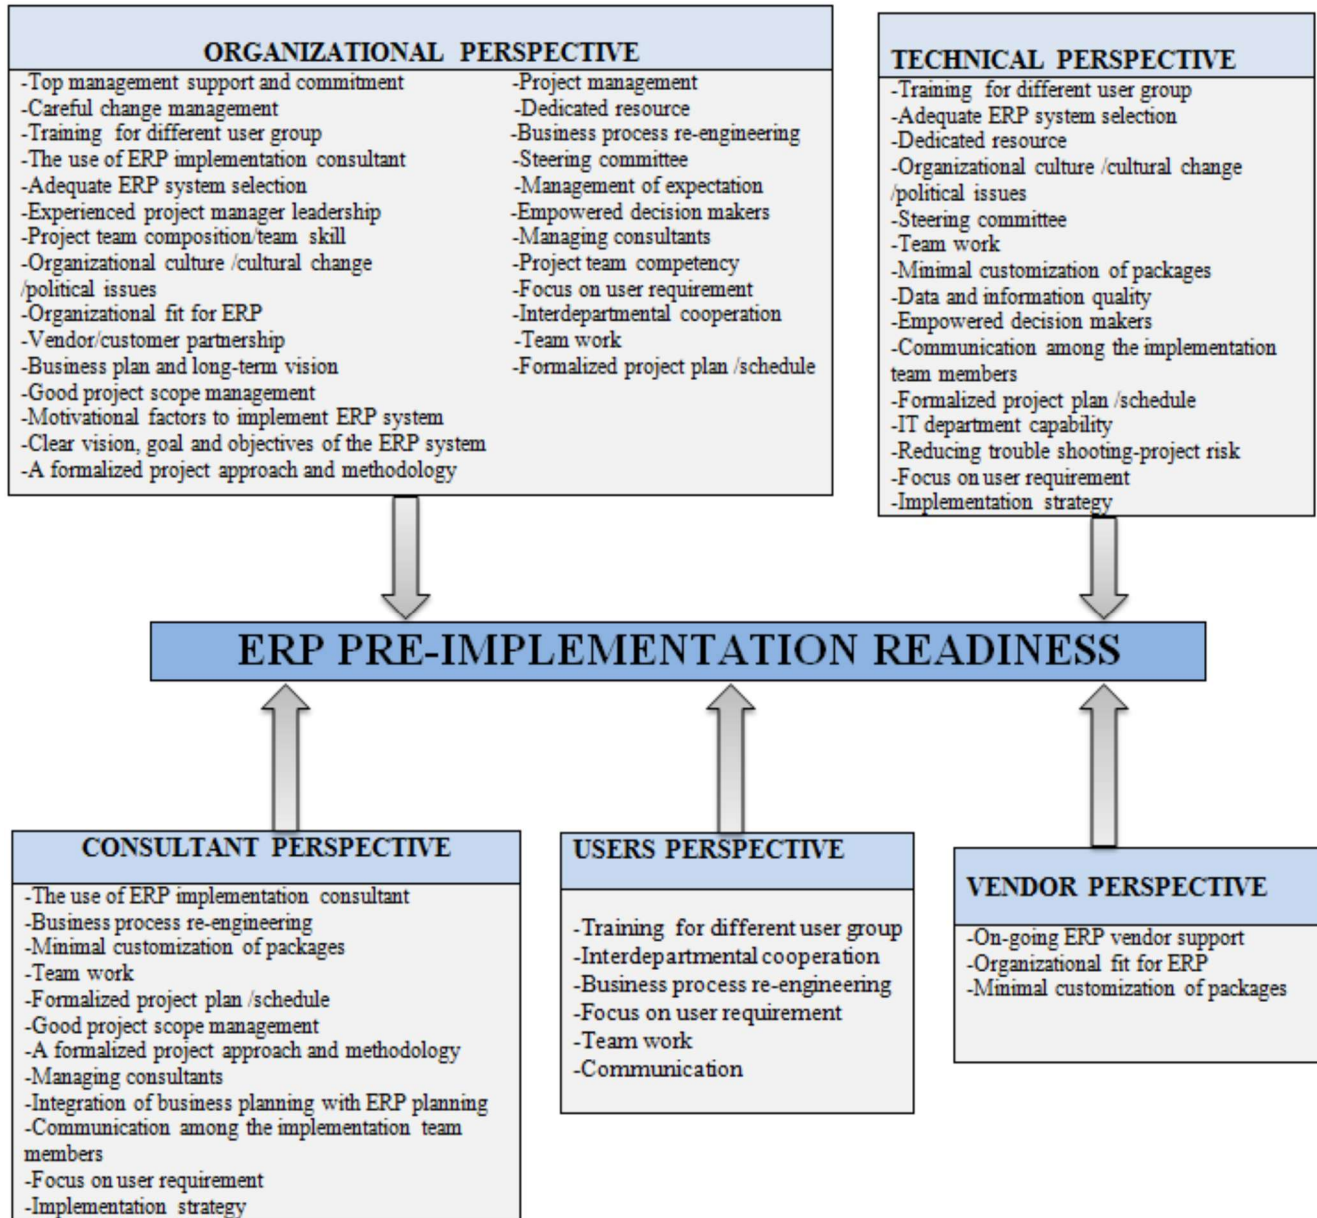 ORGANIZATIONAL PERSPECTIVE
-Top management support and commitment
-Careful change management
-Training for different user group
-The use of ERP implementation consultant
-Adequate ERP system selection
-Experienced project manager leadership
-Project team composition/team skill
-Organizational culture /cultural change
/political issues
-Organizational fit for ERP
-Vendor/customer partnership
-Business plan and long-term vision
-Good project scope management
-Motivational factors to implement ERP system
-Clear vision, goal and objectives of the ERP system
-A formalized project approach and methodology
-Project management
-Dedicated resource
-Business process re-engineering
-Steering committee
-Management of expectation
-Empowered decision makers
-Managing consultants
-Project team competency
-Focus on user requirement
-Interdepartmental cooperation
-Team work
-Formalized project plan /schedule
TECHNICAL PERSPECTIVE
-Training for different user group
-Adequate ERP system selection
-Dedicated resource
-Organizational culture /cultural change
/political issues
-Steering committee
-Team work
-Minimal customization of packages
-Data and information quality
-Empowered decision makers
-Communication among the implementation
team members
-Formalized project plan /schedule
-IT department capability
-Reducing trouble shooting-project risk
-Focus on user requirement
-Implementation strategy
ERP PRE-IMPLEMENTATION READINESS
CONSULTANT PERSPECTIVE
-The use of ERP implementation consultant
-Business process re-engineering
-Minimal customization of packages
-Team work
-Formalized project plan /schedule
-Good project scope management
-A formalized project approach and methodology
-Managing consultants
-Integration of business planning with ERP planning
-Communication among the implementation team
members
-Focus on user requirement
-Implementation strategy
USERS PERSPECTIVE
-Training for different user group
-Interdepartmental cooperation
-Business process re-engineering
-Focus on user requirement
-Team work
-Communication
VENDOR PERSPECTIVE
-On-going ERP vendor support
-Organizational fit for ERP
-Minimal customization of packages